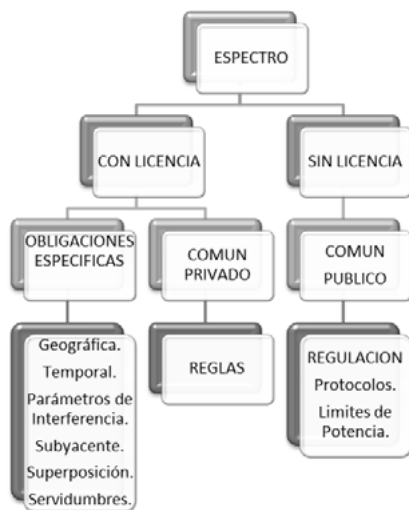 ESPECTRO
CON LICENCIA
SIN LICENCIA
OBLIGACIONES
ESPECIFICAS
COMUN
PRIVADO
COMUN
PUBLICO
Geográfica.
Temporal.
Parámetros de
Interferencia.
Subyacente.
Superposición.
Servidumbres.
REGLAS
REGULACION
Protocolos.
Limites de
Potencia.